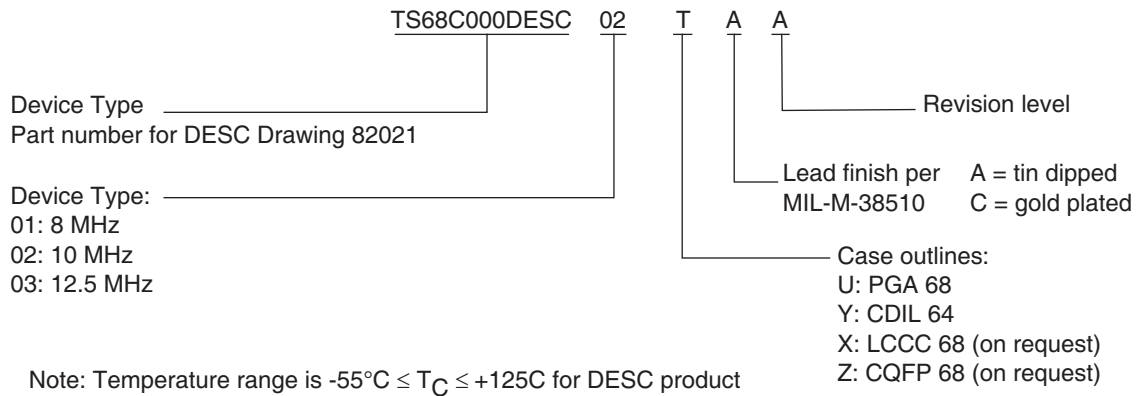 TS68C000DESC 02 T A A
Device Type
Part number for DESC Drawing 82021
Revision level
Lead finish per A = tin dipped
MIL-M-38510 C = gold plated
Device Type:
01: 8 MHz
02: 10 MHz
03: 12.5 MHz
Case outlines:
U: PGA 68
Y: CDIL 64
X: LCCC 68 (on request)
Z: CQFP 68 (on request)
Note: Temperature range is -55°C ≤ TC ≤ +125C for DESC product